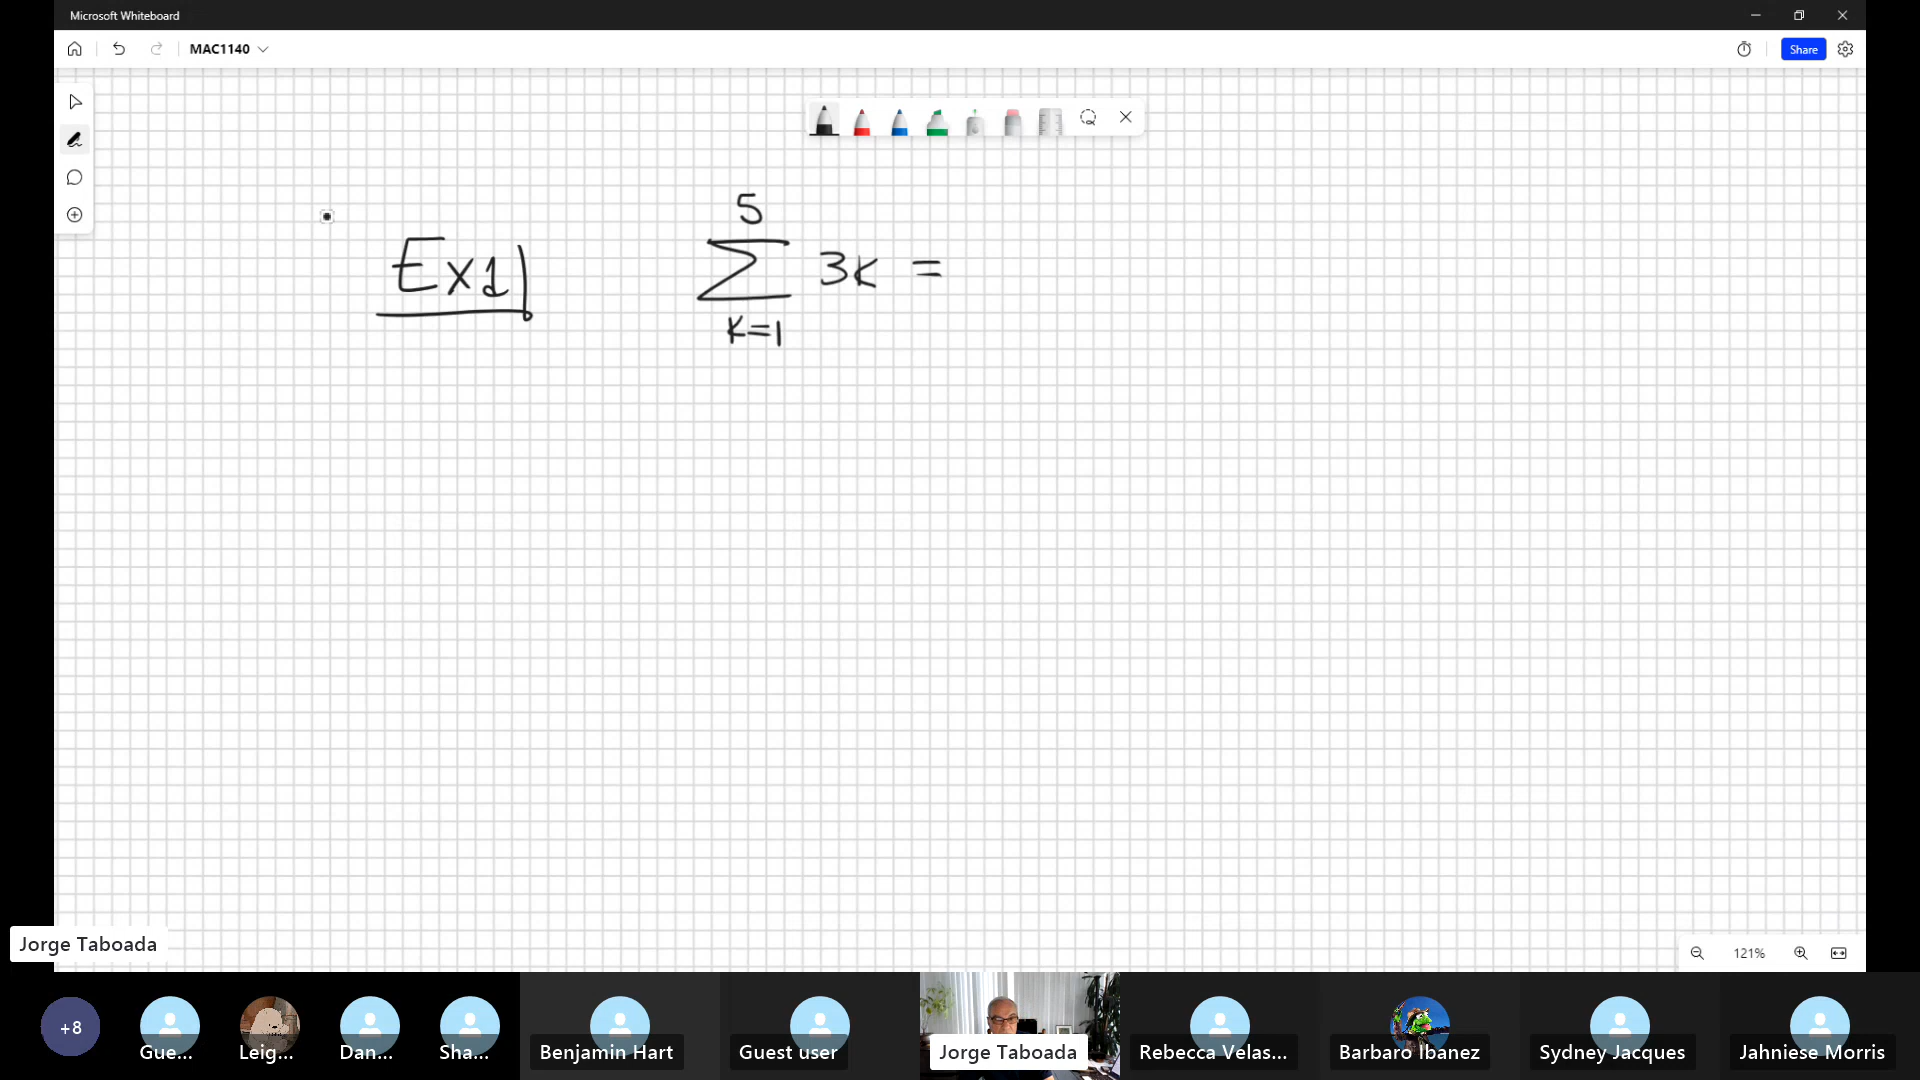 Microsoft Whiteboard
MAC1140
Share
Ex1
5
∑ 3k =
k=1
Jorge Taboada
121%
+8
Gue...
Leig...
Dan...
Sha...
Benjamin Hart
Guest user
Jorge Taboada
Rebecca Velas...
Barbaro Ibanez
Sydney Jacques
Jahniese Morris